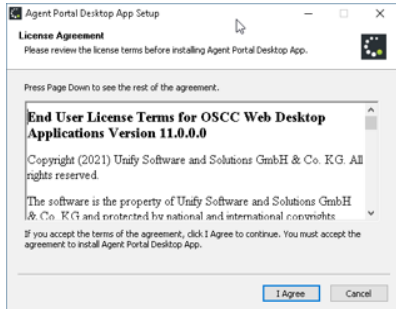 Agent Portal Desktop App Setup
License Agreement
Please review the license terms before installing Agent Portal Desktop App.
Press Page Down to see the rest of the agreement.
End User License Terms for OSCC Web Desktop
Applications Version 11.0.0.0
Copyright (2021) Unify Software and Solutions GmbH & Co. KG. All
rights reserved.
The software is the property of Unify Software and Solutions GmbH
& Co. KG and protected by national and international copyrights
If you accept the terms of the agreement, click I Agree to continue. You must accept the
agreement to install Agent Portal Desktop App.
I Agree Cancel